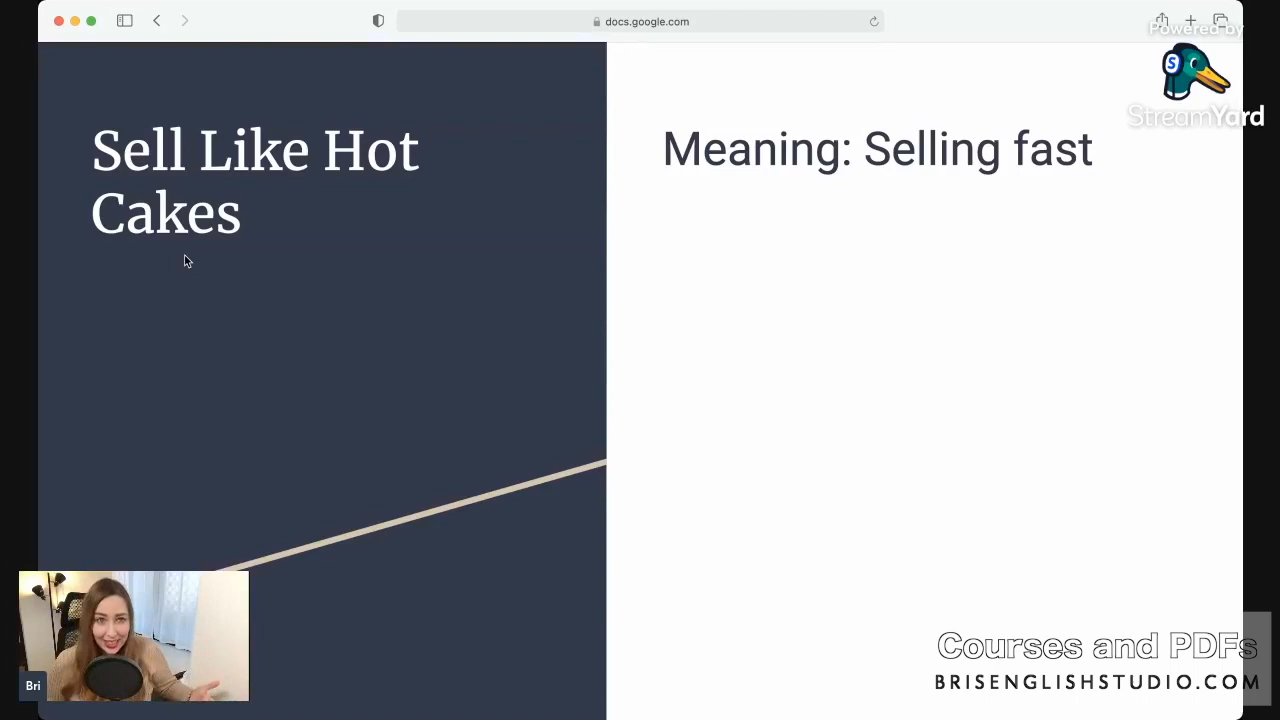 docs.google.com
Powered by
S
StreamYard
Sell Like Hot
Cakes
Meaning: Selling fast
Bri
Courses and PDFs
BRISENGLISHSTUDIO.COM